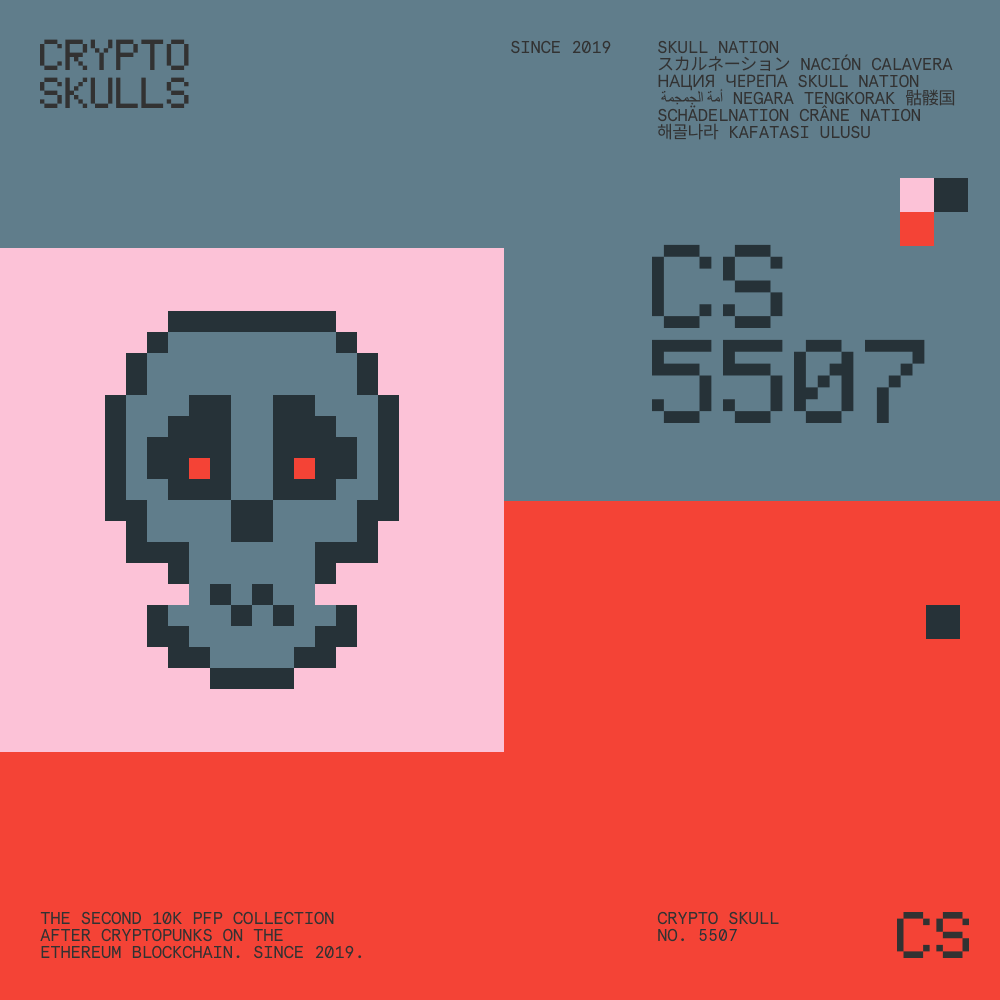 CRYPTO
SKULLS
SINCE 2019
SKULL NATION
スカルネーション NACIÓN CALAVERA
НАЦИЯ ЧЕРЕПА SKULL NATION
أمة الجمجمة NEGARA TENGKORAK 骷髅国
SCHÄDELNATION CRÂNE NATION
해골나라 KAFATASI ULUSU
CS
5507
THE SECOND 10K PFP COLLECTION
AFTER CRYPTOPUNKS ON THE
ETHEREUM BLOCKCHAIN. SINCE 2019.
CRYPTO SKULL
NO. 5507
CS